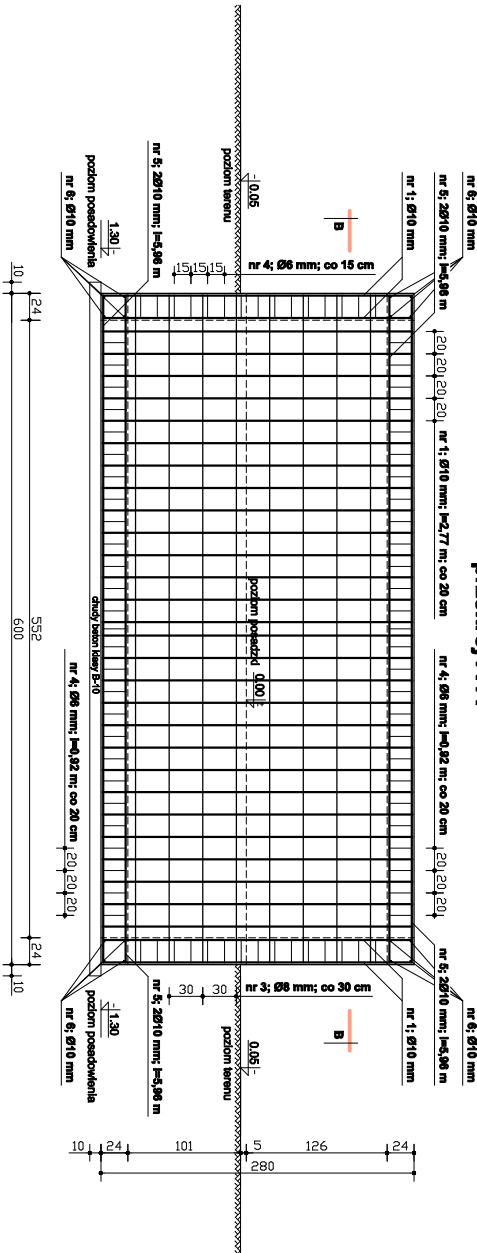 nr 6; Ø10 mm
nr 5; 2Ø10 mm; l=5,96 m
nr 1; Ø10 mm
B
- 0.05
poziom terenu
nr 4; Ø6 mm; co 15 cm
15
15
15
nr 5; 2Ø10 mm; l=5,96 m
1.30 -
poziom posadowienia
nr 6; Ø10 mm
20
20
20
20
nr 1; Ø10 mm; l=2,77 m; co 20 cm
nr 4; Ø6 mm; l=0,92 m; co 20 cm
20
20
20
20
poziom posadzki
0.00
chudy beton klasy B-10
nr 4; Ø6 mm; l=0,92 m; co 20 cm
20
20
20
20
nr 6; Ø10 mm
nr 5; 2Ø10 mm; l=5,96 m
nr 1; Ø10 mm
B
0.05 -
poziom terenu
nr 3; Ø8 mm; co 30 cm
30
30
nr 5; 2Ø10 mm; l=5,96 m
- 1.30
poziom posadowienia
nr 6; Ø10 mm
10
24
552
24
10
600
10
24
101
5
126
24
280